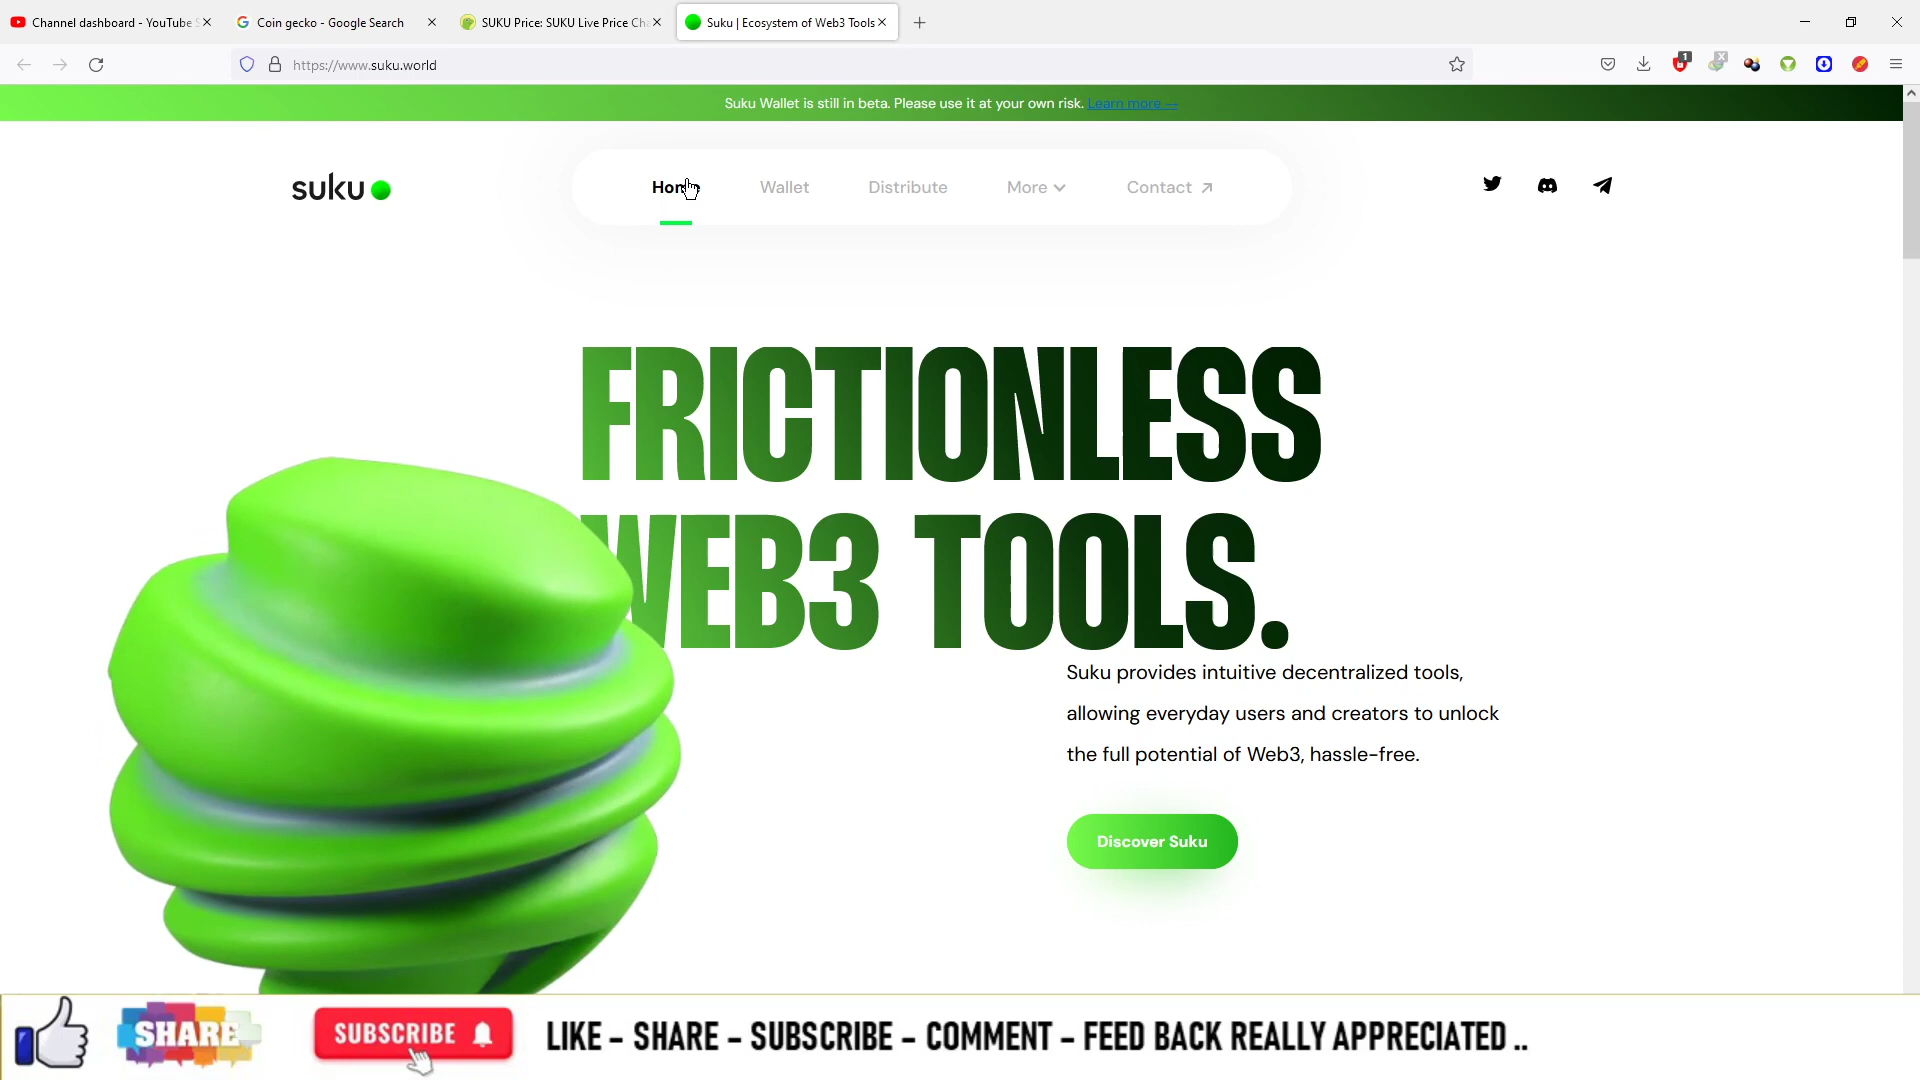 Channel dashboard - YouTube S
Coin gecko - Google Search
SUKU Price: SUKU Live Price Cha
Suku | Ecosystem of Web3 Tools
https://www.suku.world
1
X
Suku Wallet is still in beta. Please use it at your own risk. Learn more →
suku
Home
Wallet
Distribute
More
Contact
FRICTIONLESS
WEB3 TOOLS.
Suku provides intuitive decentralized tools,
allowing everyday users and creators to unlock
the full potential of Web3, hassle-free.
Discover Suku
SHARE
SUBSCRIBE
LIKE - SHARE - SUBSCRIBE - COMMENT - FEED BACK REALLY APPRECIATED ..